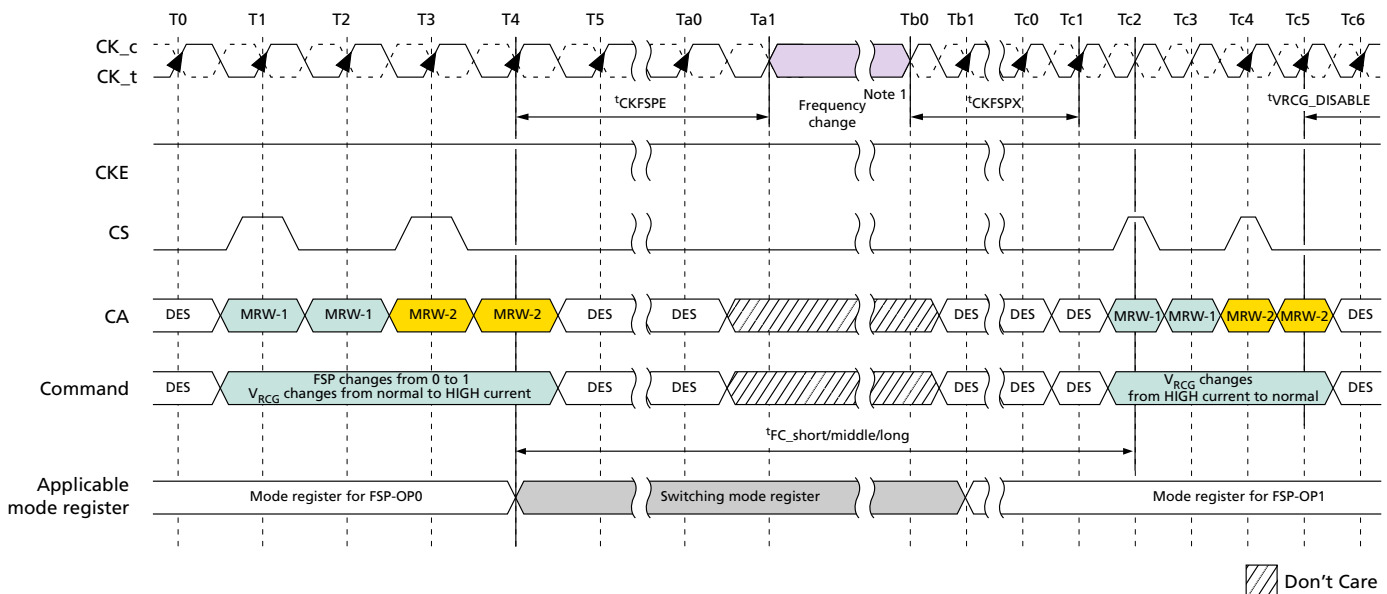 T0 T1 T2 T3 T4 T5 Ta0 Ta1 Tb0 Tb1 Tc0 Tc1 Tc2 Tc3 Tc4 Tc5 Tc6
CK_c
CK_t
tCKFSPE
Frequency
change
Note 1
tCKFSPX
tVRCG_DISABLE
CKE
CS
CA DES MRW-1 MRW-1 MRW-2 MRW-2 DES DES DES DES DES MRW-1 MRW-1 MRW-2 MRW-2 DES
Command DES FSP changes from 0 to 1
VRCG changes from normal to HIGH current
DES DES DES DES DES VRCG changes
from HIGH current to normal
DES
tFC_short/middle/long
Applicable
mode register
Mode register for FSP-OP0 Switching mode register Mode register for FSP-OP1
Don't Care